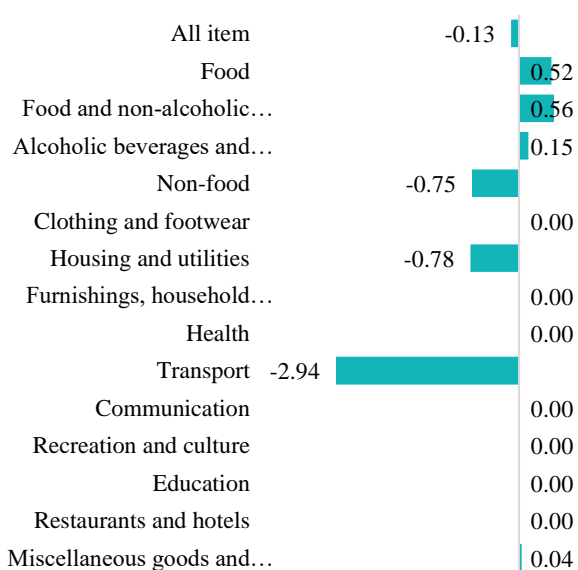 All item -0.13
Food 0.52
Food and non-alcoholic… 0.56
Alcoholic beverages and… 0.15
Non-food -0.75
Clothing and footwear 0.00
Housing and utilities -0.78
Furnishings, household… 0.00
Health 0.00
Transport -2.94
Communication 0.00
Recreation and culture 0.00
Education 0.00
Restaurants and hotels 0.00
Miscellaneous goods and… 0.04